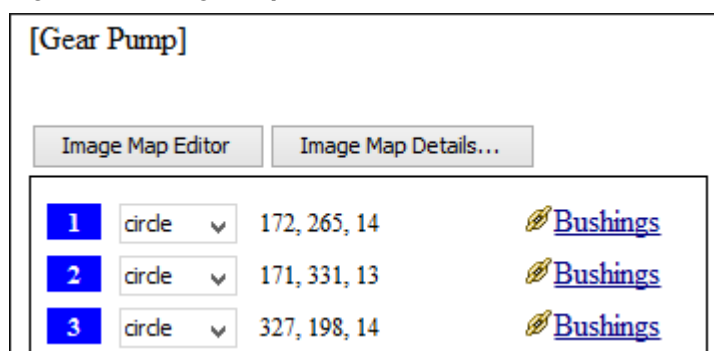 [Gear Pump]
Image Map Editor Image Map Details...
1 circle 172, 265, 14 Bushings
2 circle 171, 331, 13 Bushings
3 circle 327, 198, 14 Bushings